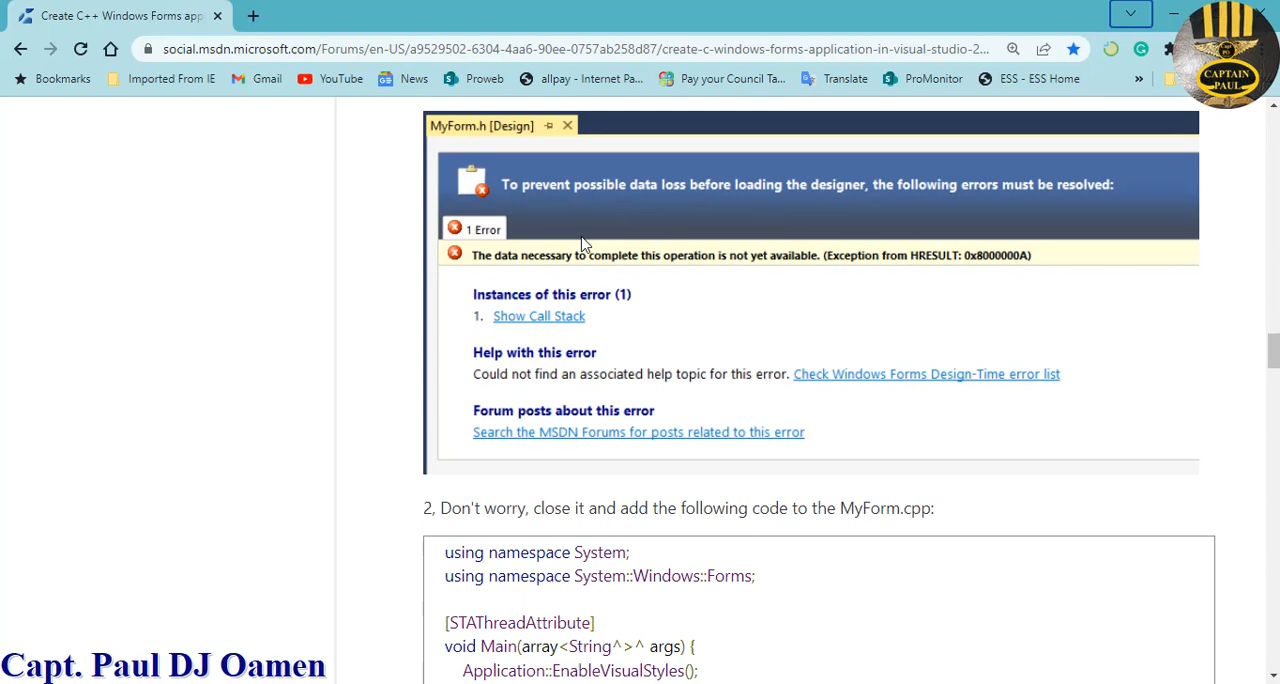 Create C++ Windows Forms app
social.msdn.microsoft.com/Forums/en-US/a9529502-6304-4aa6-90ee-0757ab258d87/create-c-windows-forms-application-in-visual-studio-2...
Bookmarks Imported From IE Gmail YouTube News Proweb allpay - Internet Pa... Pay your Council Ta... Translate ProMonitor ESS - ESS Home »
CAPTAIN
PAUL
MyForm.h [Design]
To prevent possible data loss before loading the designer, the following errors must be resolved:
1 Error
The data necessary to complete this operation is not yet available. (Exception from HRESULT: 0x8000000A)
Instances of this error (1)
1. Show Call Stack
Help with this error
Could not find an associated help topic for this error. Check Windows Forms Design-Time error list
Forum posts about this error
Search the MSDN Forums for posts related to this error
2, Don't worry, close it and add the following code to the MyForm.cpp:
using namespace System;
using namespace System::Windows::Forms;
[STAThreadAttribute]
void Main(array<String^>^ args) {
Application::EnableVisualStyles();
Capt. Paul DJ Oamen